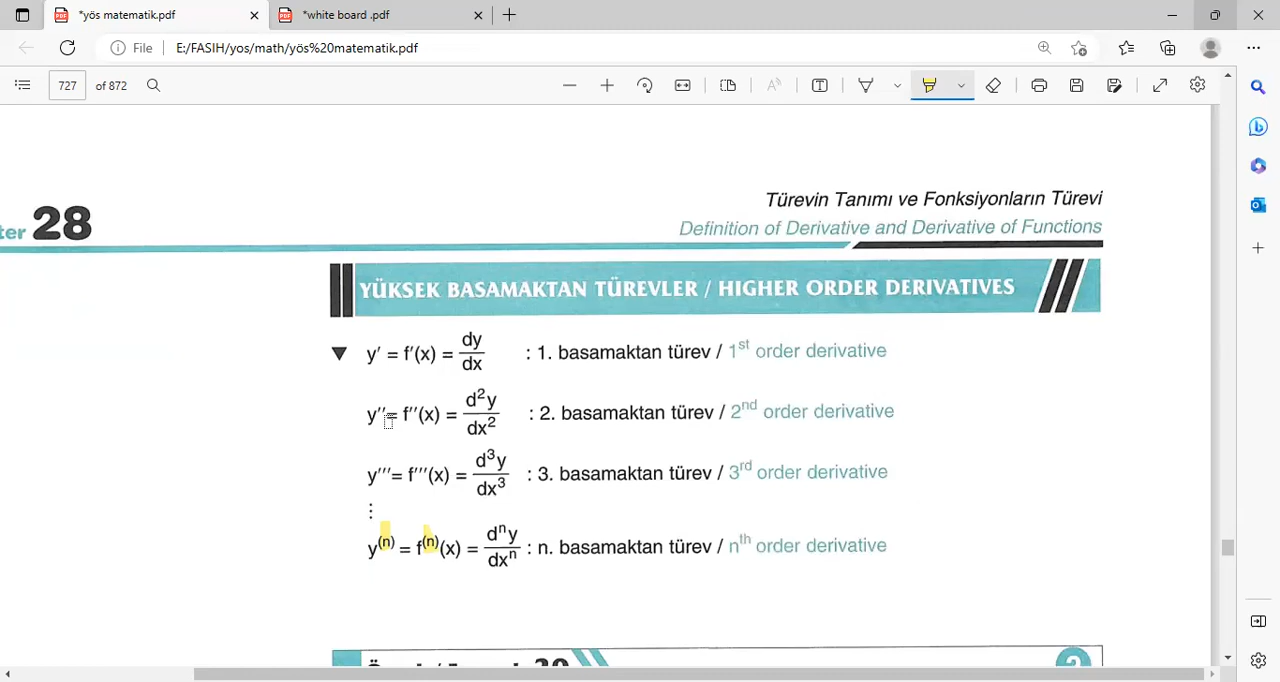 *yös matematik.pdf
*white board .pdf
File E:/FASIH/yos/math/yös%20matematik.pdf
727 of 872
ter 28
Türevin Tanımı ve Fonksiyonların Türevi
Definition of Derivative and Derivative of Functions
YÜKSEK BASAMAKTAN TÜREVLER / HIGHER ORDER DERIVATIVES
▼ y' = f'(x) = dy/dx : 1. basamaktan türev / 1st order derivative
y'' = f''(x) = d²y/dx² : 2. basamaktan türev / 2nd order derivative
y''' = f'''(x) = d³y/dx³ : 3. basamaktan türev / 3rd order derivative
⋮
y⁽ⁿ⁾ = f⁽ⁿ⁾(x) = dⁿy/dxⁿ : n. basamaktan türev / nth order derivative